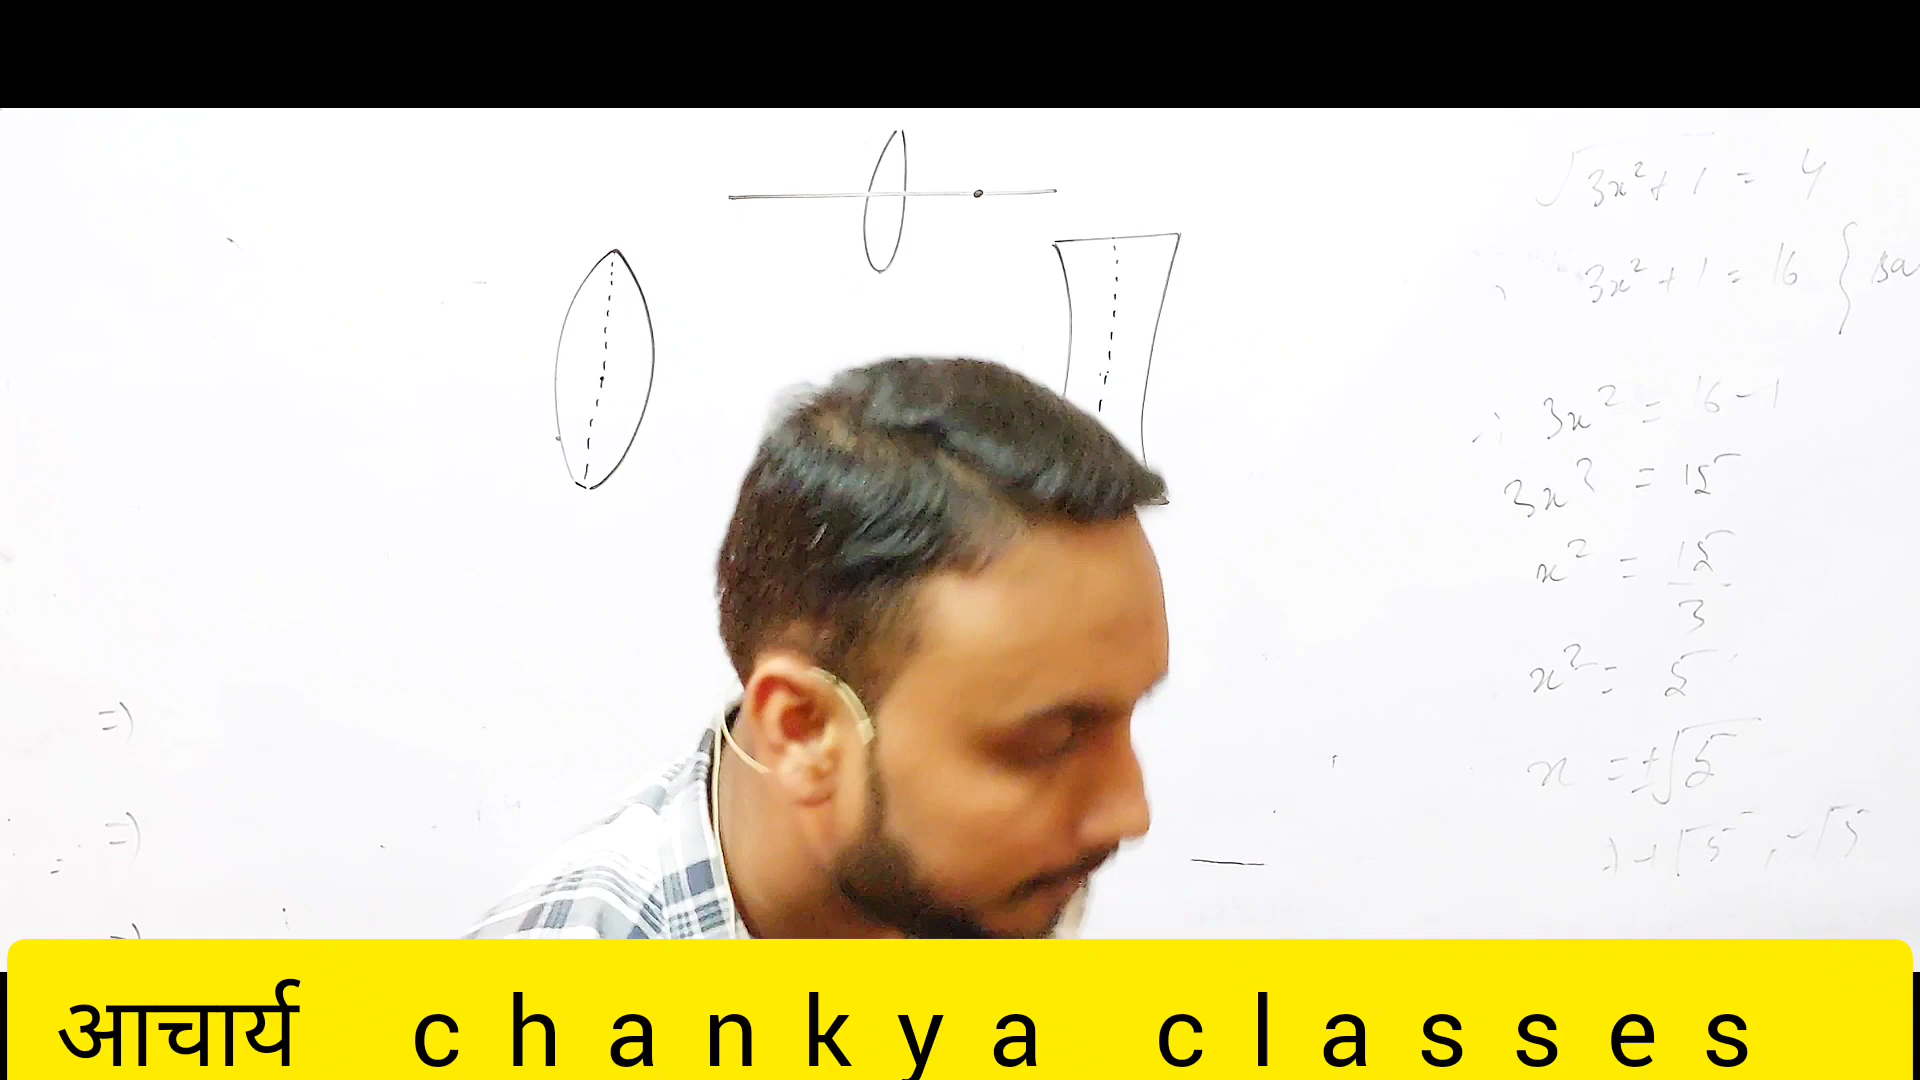 √3x²+1 = 4
3x²+1 = 16 {
3x² = 16-1
3x² = 15
x² = 15/3
x² = 5
x = ±√5
+√5, -√5
=)
=)
आचार्य chankya classes